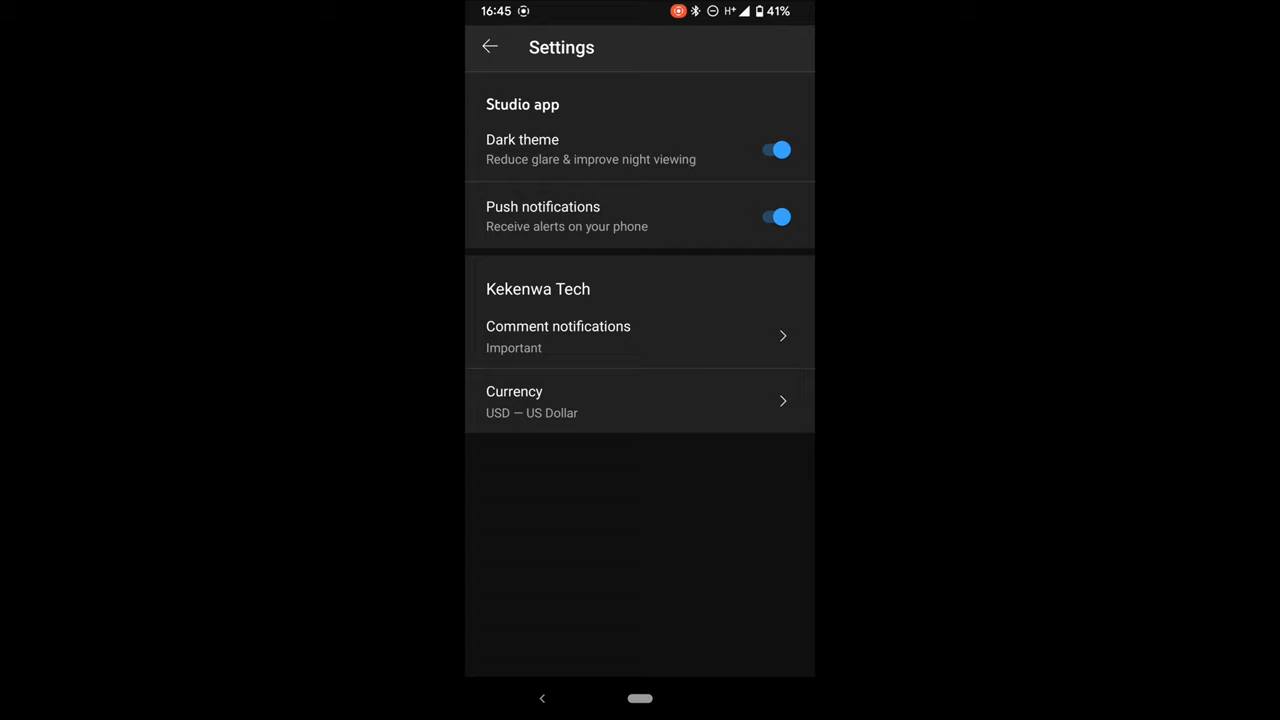 16:45 H+ 41%
Settings
Studio app
Dark theme
Reduce glare & improve night viewing
Push notifications
Receive alerts on your phone
Kekenwa Tech
Comment notifications
Important
Currency
USD — US Dollar